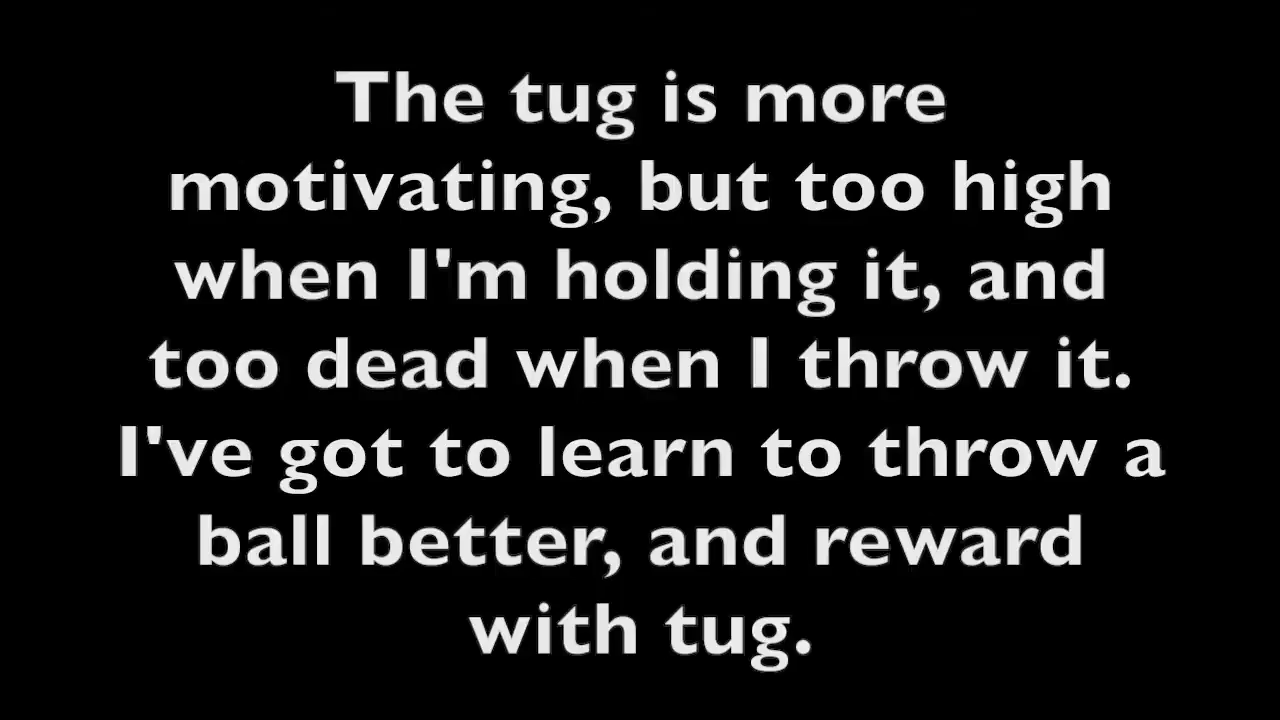 The tug is more
motivating, but too high
when I'm holding it, and
too dead when I throw it.
I've got to learn to throw a
ball better, and reward
with tug.